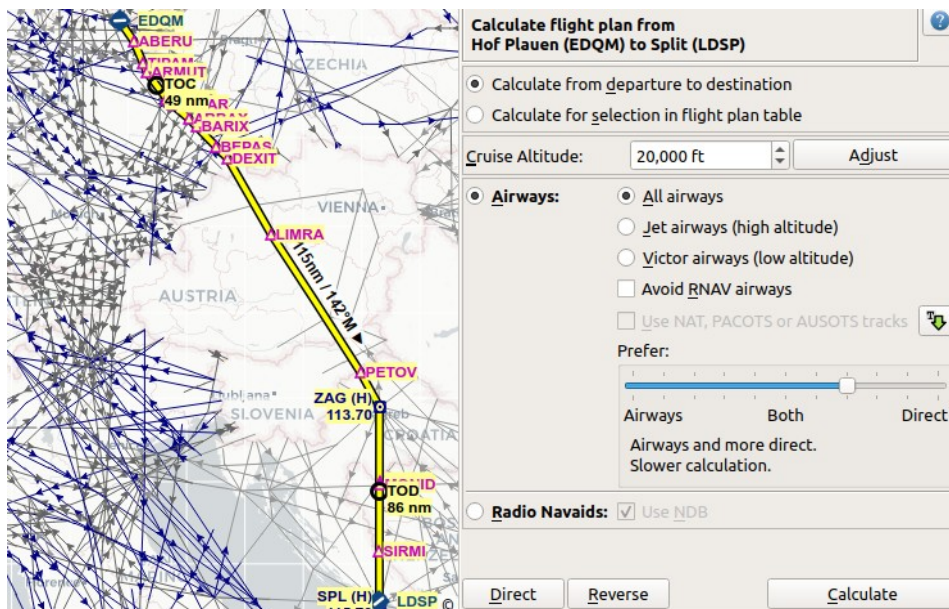 EDQM
ABERU
ARMUT
CZECHIA
TOC
49 nm
BARIX
BEPAS
DEXIT
VIENNA
LIMRA
115nm / 142°M
AUSTRIA
PETOV
ZAG (H)
113.70
SLOVENIA
CROATIA
TOD
86 nm
SIRMI
SPL (H)
LDSP
©
Calculate flight plan from
Hof Plauen (EDQM) to Split (LDSP)
?
Calculate from departure to destination
Calculate for selection in flight plan table
Cruise Altitude:
20,000 ft
Adjust
Airways:
All airways
Jet airways (high altitude)
Victor airways (low altitude)
Avoid RNAV airways
Use NAT, PACOTS or AUSOTS tracks
T
Prefer:
Airways Both Direct
Airways and more direct.
Slower calculation.
Radio Navaids:
Use NDB
Direct
Reverse
Calculate